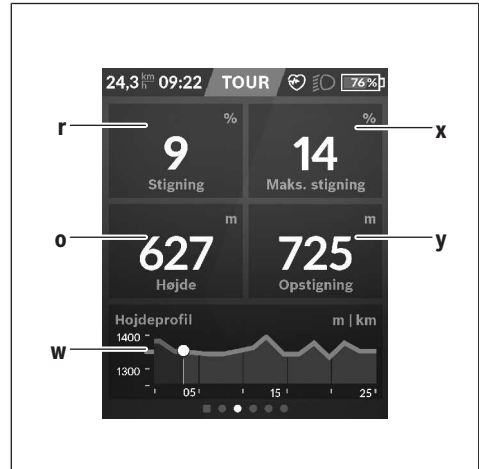 24,3 km/h 09:22 TOUR 76%
r % % x
9 14
Stigning Maks. stigning
o m m y
627 725
Højde Opstigning
Hojdeprofil m | km
1400
w
1300
05 15 25